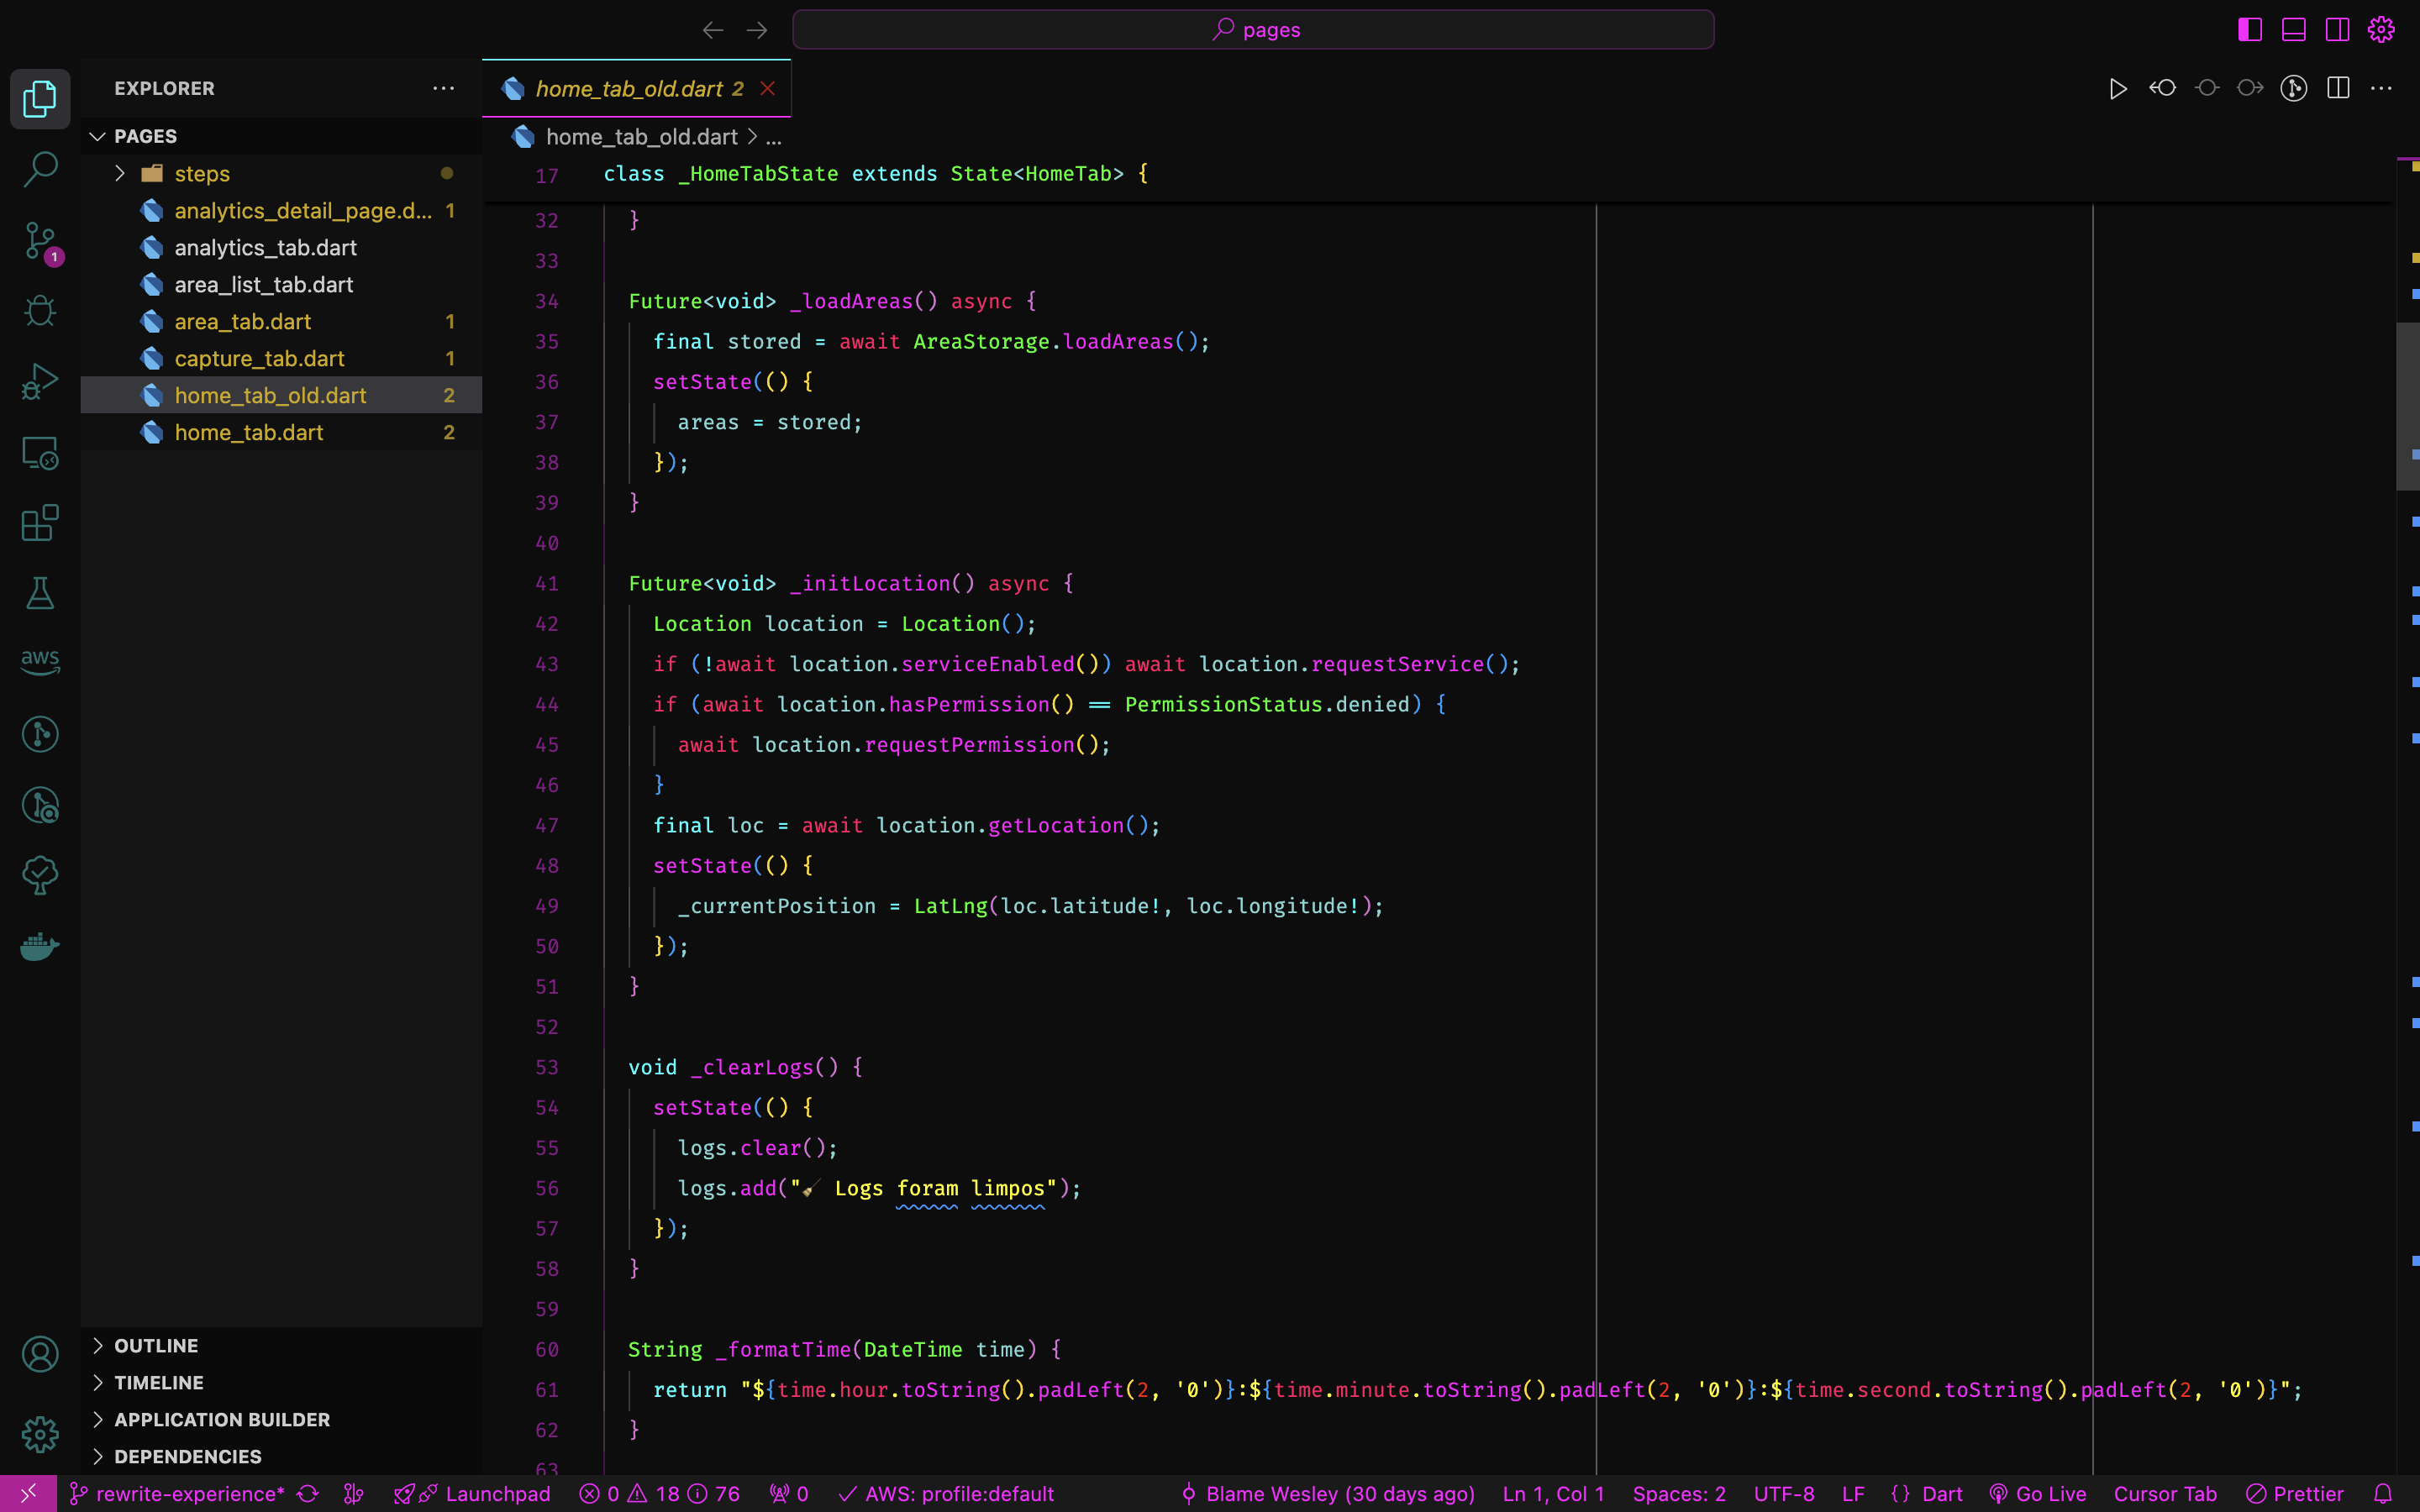 pages
EXPLORER
PAGES
steps
analytics_detail_page.d... 1
analytics_tab.dart
area_list_tab.dart
area_tab.dart 1
capture_tab.dart 1
home_tab_old.dart 2
home_tab.dart 2
OUTLINE
TIMELINE
APPLICATION BUILDER
DEPENDENCIES
aws
1
home_tab_old.dart 2
home_tab_old.dart > ...
17 class _HomeTabState extends State<HomeTab> {
32 }
33
34 Future<void> _loadAreas() async {
35 final stored = await AreaStorage.loadAreas();
36 setState(() {
37 areas = stored;
38 });
39 }
40
41 Future<void> _initLocation() async {
42 Location location = Location();
43 if (!await location.serviceEnabled()) await location.requestService();
44 if (await location.hasPermission() == PermissionStatus.denied) {
45 await location.requestPermission();
46 }
47 final loc = await location.getLocation();
48 setState(() {
49 _currentPosition = LatLng(loc.latitude!, loc.longitude!);
50 });
51 }
52
53 void _clearLogs() {
54 setState(() {
55 logs.clear();
56 logs.add("🧹 Logs foram limpos");
57 });
58 }
59
60 String _formatTime(DateTime time) {
61 return "${time.hour.toString().padLeft(2, '0')}:${time.minute.toString().padLeft(2, '0')}:${time.second.toString().padLeft(2, '0')}";
62 }
63
rewrite-experience* Launchpad 0 18 76 0 AWS: profile:default Blame Wesley (30 days ago) Ln 1, Col 1 Spaces: 2 UTF-8 LF {} Dart Go Live Cursor Tab Prettier